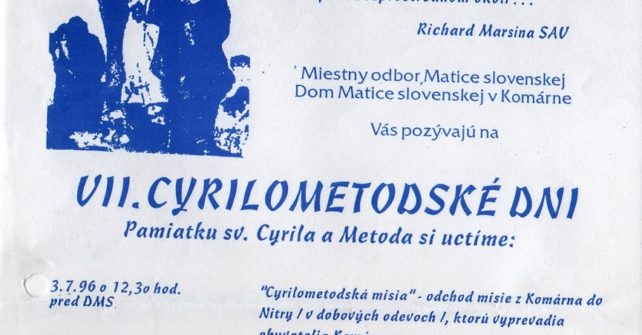 Richard Marsina SAV
Miestny odbor Matice slovenskej
Dom Matice slovenskej v Komárne
Vás pozývajú na
VII. CYRILOMETODSKÉ DNI
Pamiatku sv. Cyrila a Metoda si uctíme:
3.7.96 o 12,3o hod.
pred DMS
"Cyrilometodská misia" - odchod misie z Komárna do
Nitry / v dobových odevoch /, ktorú vyprevadia